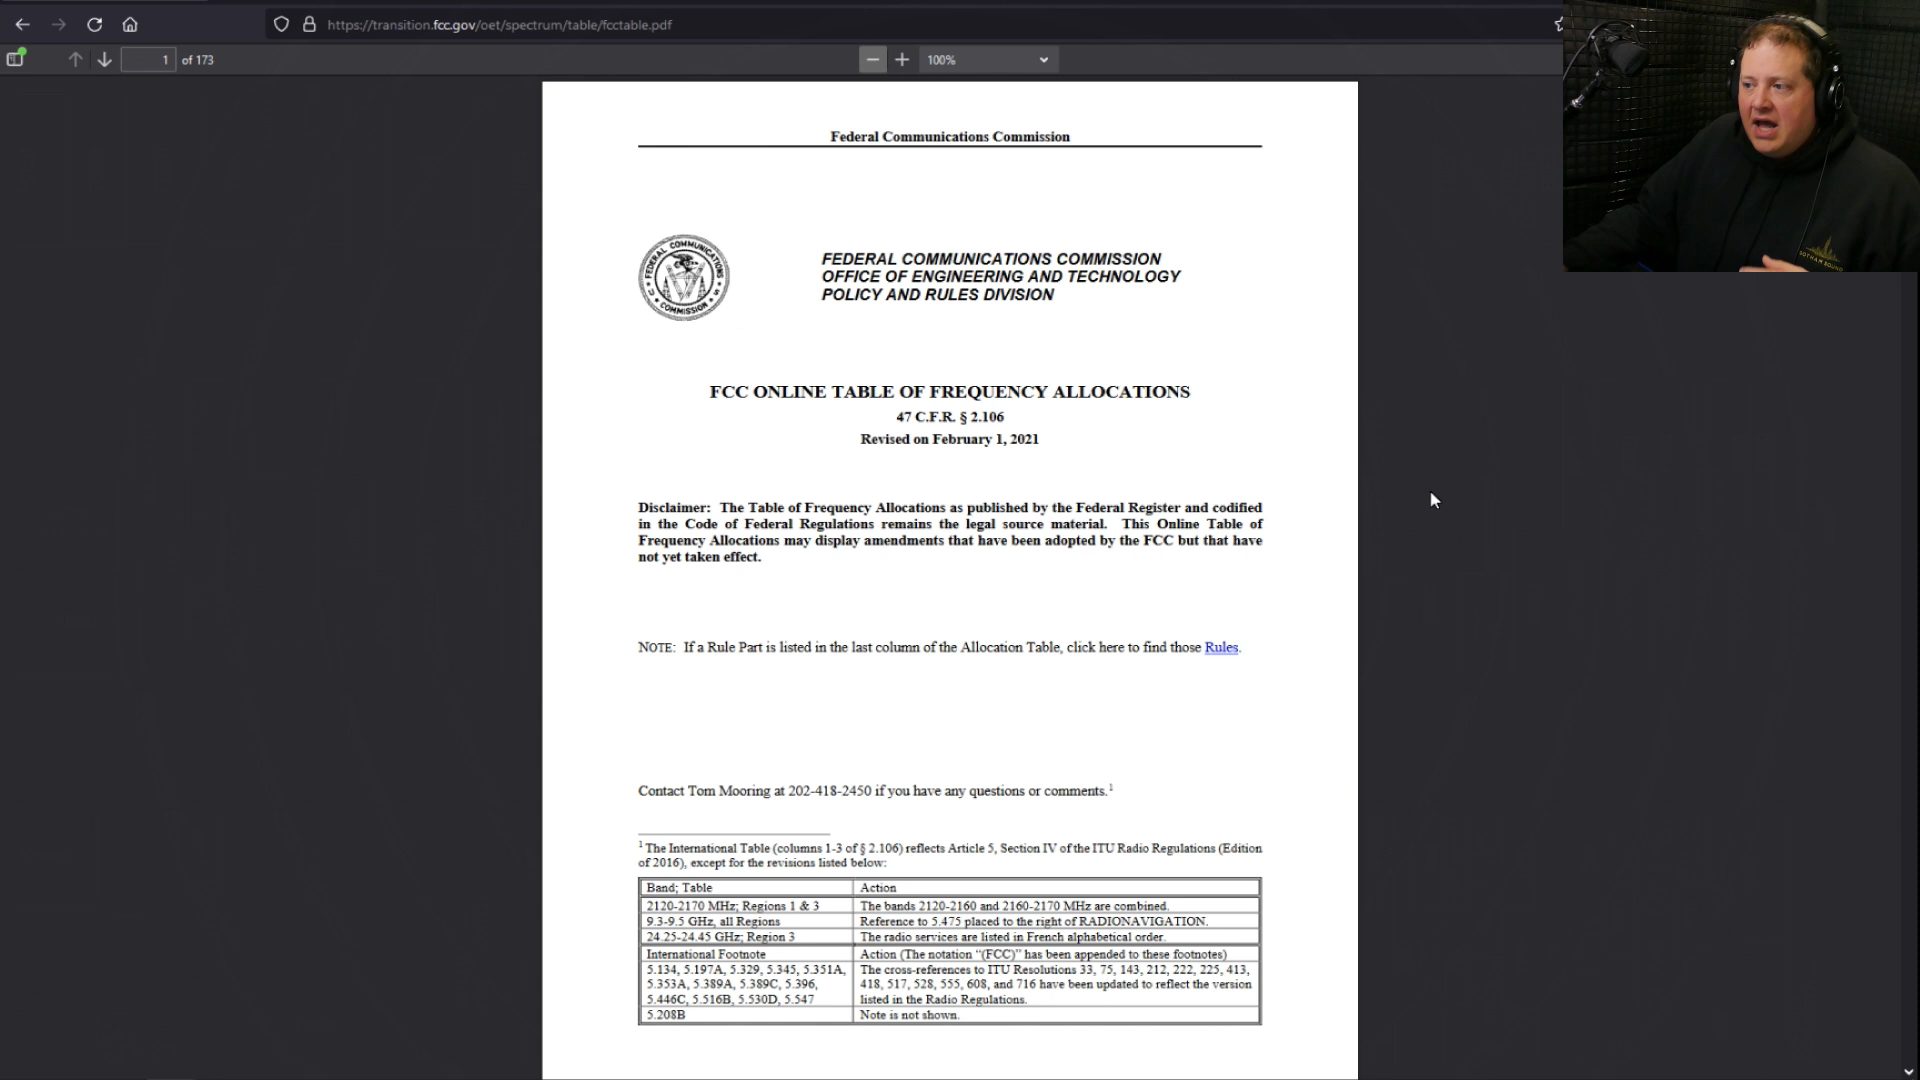 https://transition.fcc.gov/oet/spectrum/table/fcctable.pdf
1 of 173
100%
Federal Communications Commission
FEDERAL COMMUNICATIONS COMMISSION
FEDERAL COMMUNICATIONS COMMISSION
OFFICE OF ENGINEERING AND TECHNOLOGY
POLICY AND RULES DIVISION
FCC ONLINE TABLE OF FREQUENCY ALLOCATIONS
47 C.F.R. § 2.106
Revised on February 1, 2021
Disclaimer: The Table of Frequency Allocations as published by the Federal Register and codified
in the Code of Federal Regulations remains the legal source material. This Online Table of
Frequency Allocations may display amendments that have been adopted by the FCC but that have
not yet taken effect.
NOTE: If a Rule Part is listed in the last column of the Allocation Table, click here to find those Rules.
Contact Tom Mooring at 202-418-2450 if you have any questions or comments.1
1 The International Table (columns 1-3 of § 2.106) reflects Article 5, Section IV of the ITU Radio Regulations (Edition
of 2016), except for the revisions listed below:
Band; Table Action
2120-2170 MHz; Regions 1 & 3 The bands 2120-2160 and 2160-2170 MHz are combined.
9.3-9.5 GHz, all Regions Reference to 5.475 placed to the right of RADIONAVIGATION.
24.25-24.45 GHz; Region 3 The radio services are listed in French alphabetical order.
International Footnote Action (The notation "(FCC)" has been appended to these footnotes)
5.134, 5.197A, 5.329, 5.345, 5.351A, The cross-references to ITU Resolutions 33, 75, 143, 212, 222, 225, 413,
5.353A, 5.389A, 5.389C, 5.396, 418, 517, 528, 555, 608, and 716 have been updated to reflect the version
5.446C, 5.516B, 5.530D, 5.547 listed in the Radio Regulations.
5.208B Note is not shown.
GOTHAM SOUND